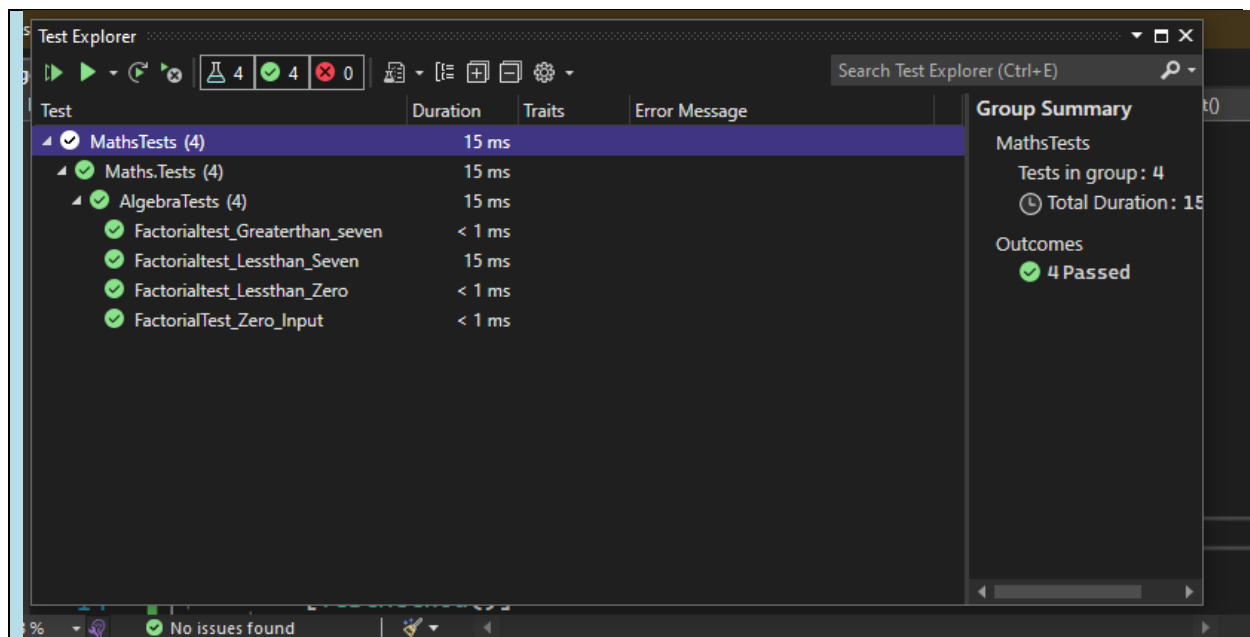 Test Explorer
4 4 0
Search Test Explorer (Ctrl+E)
Test Duration Traits Error Message
MathsTests (4) 15 ms
Maths.Tests (4) 15 ms
AlgebraTests (4) 15 ms
Factorialtest_Greaterthan_seven < 1 ms
Factorialtest_Lessthan_Seven 15 ms
Factorialtest_Lessthan_Zero < 1 ms
FactorialTest_Zero_Input < 1 ms
Group Summary
MathsTests
Tests in group: 4
Total Duration: 15
Outcomes
4 Passed
t()
% No issues found